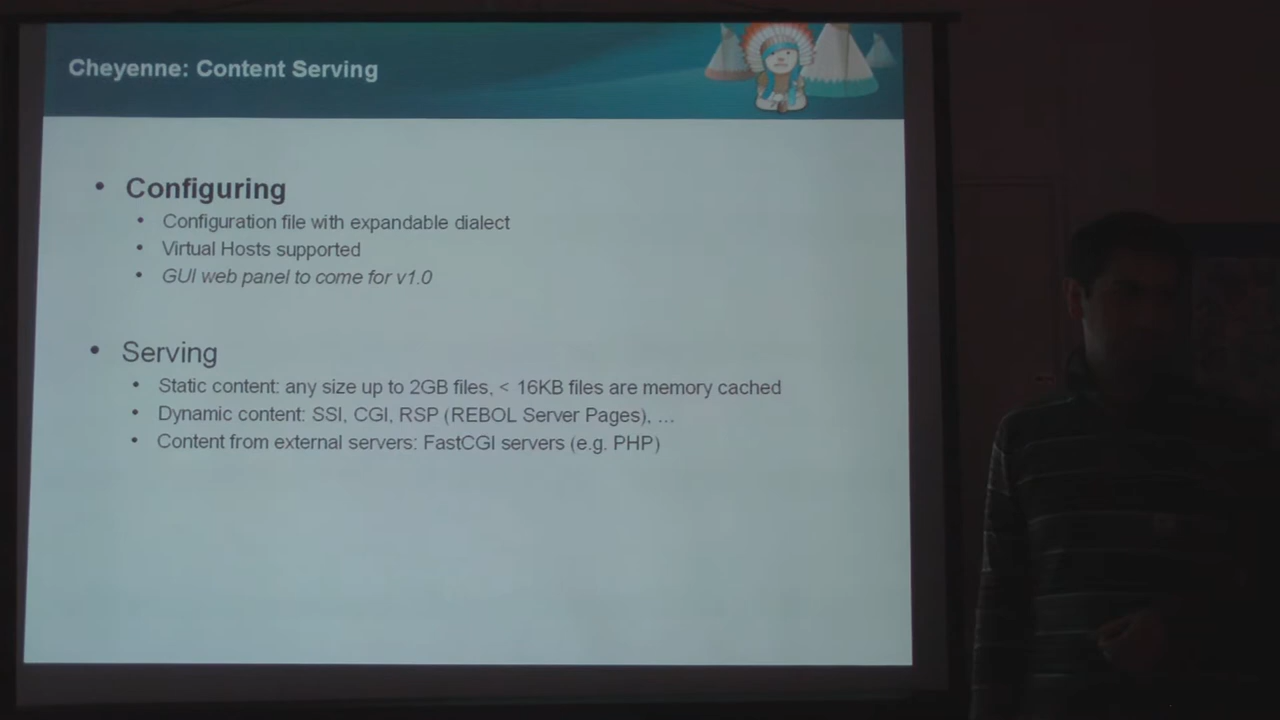 Cheyenne: Content Serving
• Configuring
• Configuration file with expandable dialect
• Virtual Hosts supported
• GUI web panel to come for v1.0
• Serving
• Static content: any size up to 2GB files, < 16KB files are memory cached
• Dynamic content: SSI, CGI, RSP (REBOL Server Pages), ...
• Content from external servers: FastCGI servers (e.g. PHP)